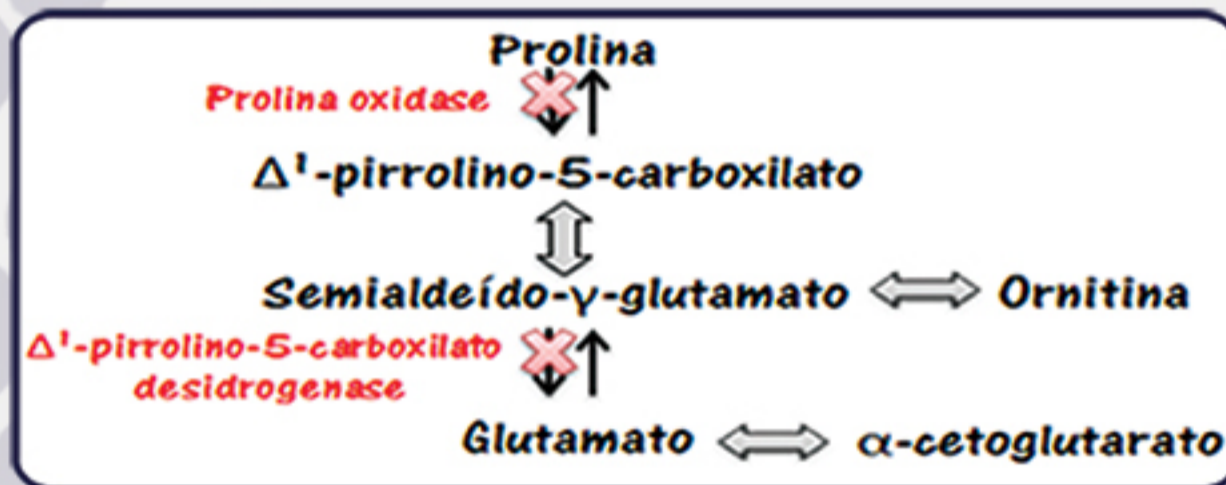 Prolina
Prolina oxidase
Δ¹-pirrolino-5-carboxilato
Semialdeído-γ-glutamato Ornitina
Δ¹-pirrolino-5-carboxilato
desidrogenase
Glutamato α-cetoglutarato